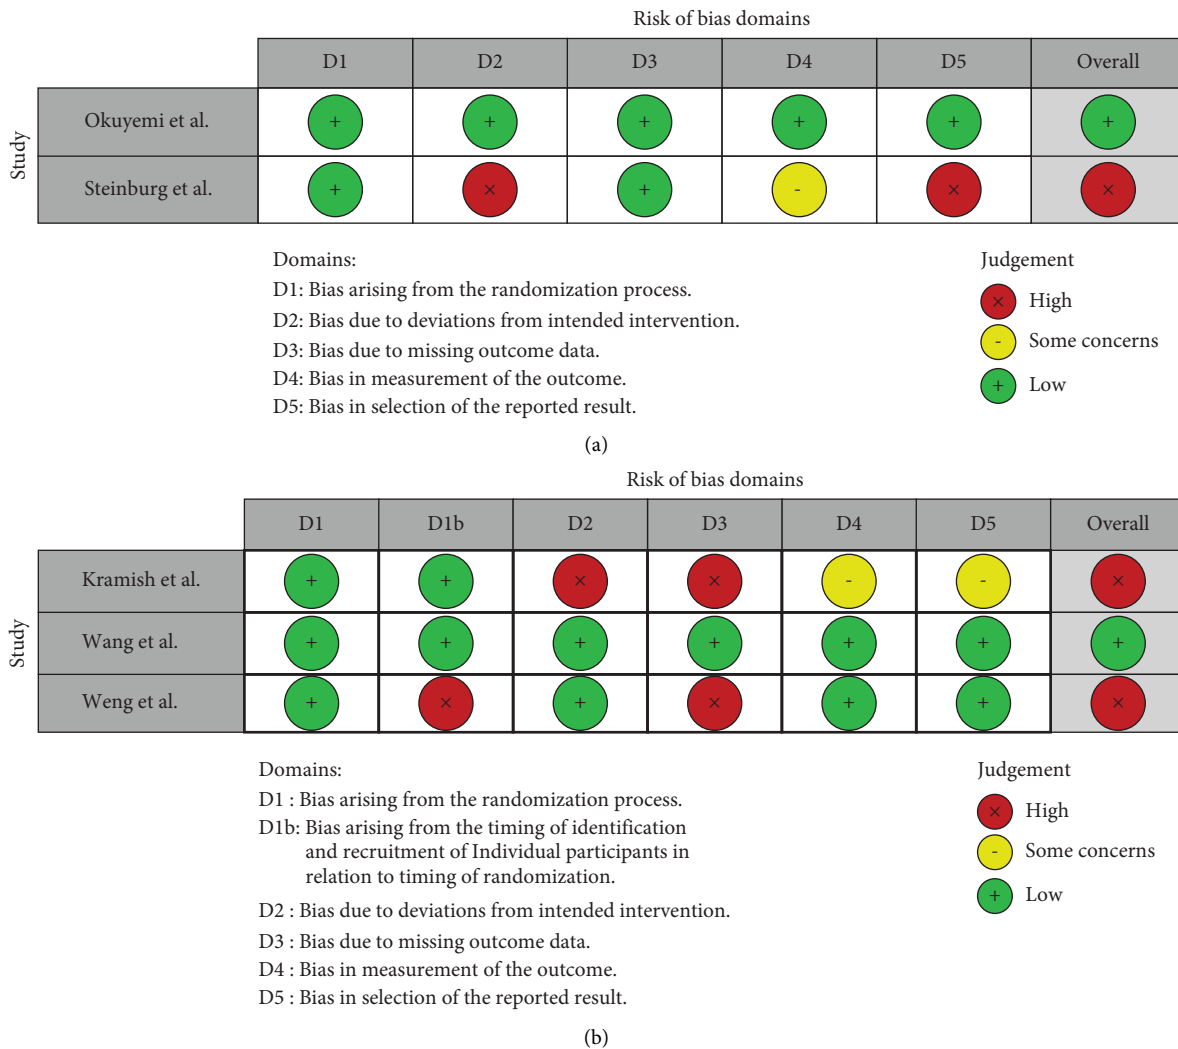 Risk of bias domains
D1 D2 D3 D4 D5 Overall
Study
Okuyemi et al. + + + + + +
Steinburg et al. + × + - × ×
Domains:
D1: Bias arising from the randomization process.
D2: Bias due to deviations from intended intervention.
D3: Bias due to missing outcome data.
D4: Bias in measurement of the outcome.
D5: Bias in selection of the reported result.
Judgement
× High
- Some concerns
+ Low
(a)
Risk of bias domains
D1 D1b D2 D3 D4 D5 Overall
Study
Kramish et al. + + × × - - ×
Wang et al. + + + + + + +
Weng et al. + × + × + + ×
Domains:
D1 : Bias arising from the randomization process.
D1b: Bias arising from the timing of identification
and recruitment of Individual participants in
relation to timing of randomization.
D2 : Bias due to deviations from intended intervention.
D3 : Bias due to missing outcome data.
D4 : Bias in measurement of the outcome.
D5 : Bias in selection of the reported result.
Judgement
× High
- Some concerns
+ Low
(b)